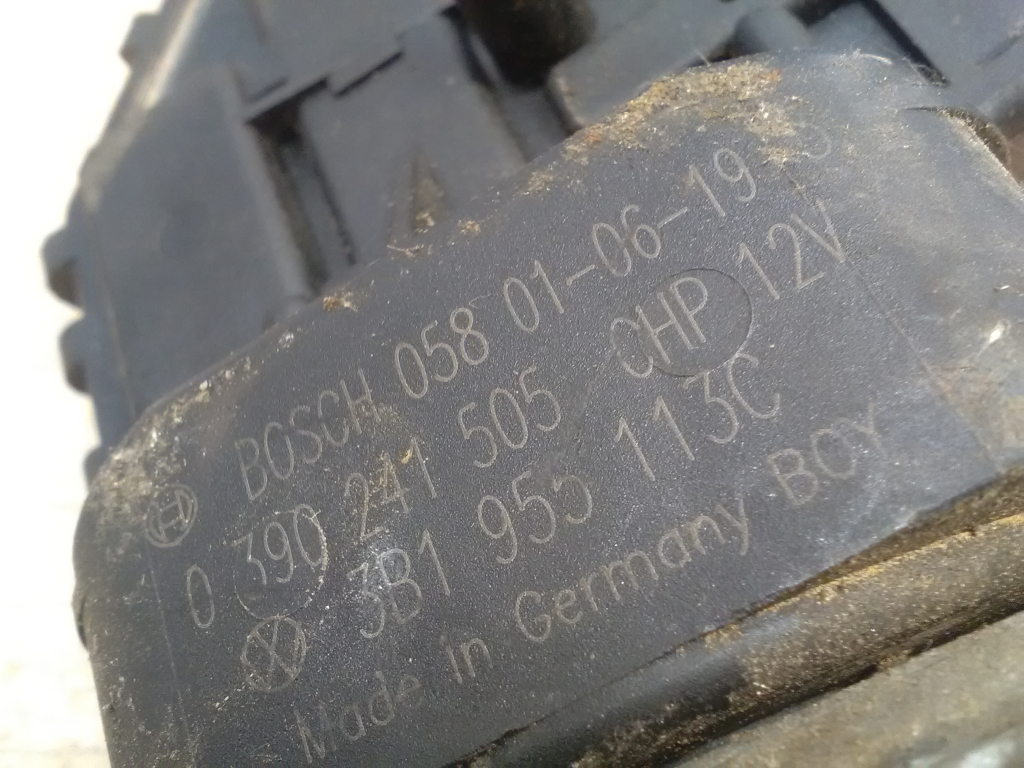 BOSCH 058 01-06-19 S
0 390 241 505 CHP 12V
3B1 955 113C
Made in Germany BOY